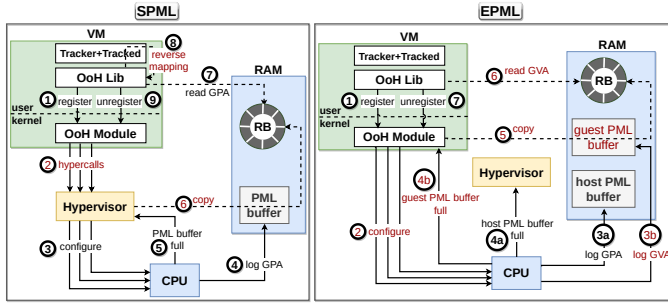 SPML
VM
Tracker+Tracked
8
reverse
mapping
OoH Lib
7
read GPA
1
register
unregister
9
user
kernel
OoH Module
2
hypercalls
RAM
RB
6
copy
PML
buffer
Hypervisor
3
configure
PML buffer
full
5
4
log GPA
CPU
EPML
VM
Tracker+Tracked
OoH Lib
6
read GVA
1
register
unregister
7
user
kernel
OoH Module
5
copy
RAM
RB
guest PML
buffer
host PML
buffer
4b
guest PML buffer
full
Hypervisor
2
configure
host PML buffer
full
4a
3a
log GPA
3b
log GVA
CPU